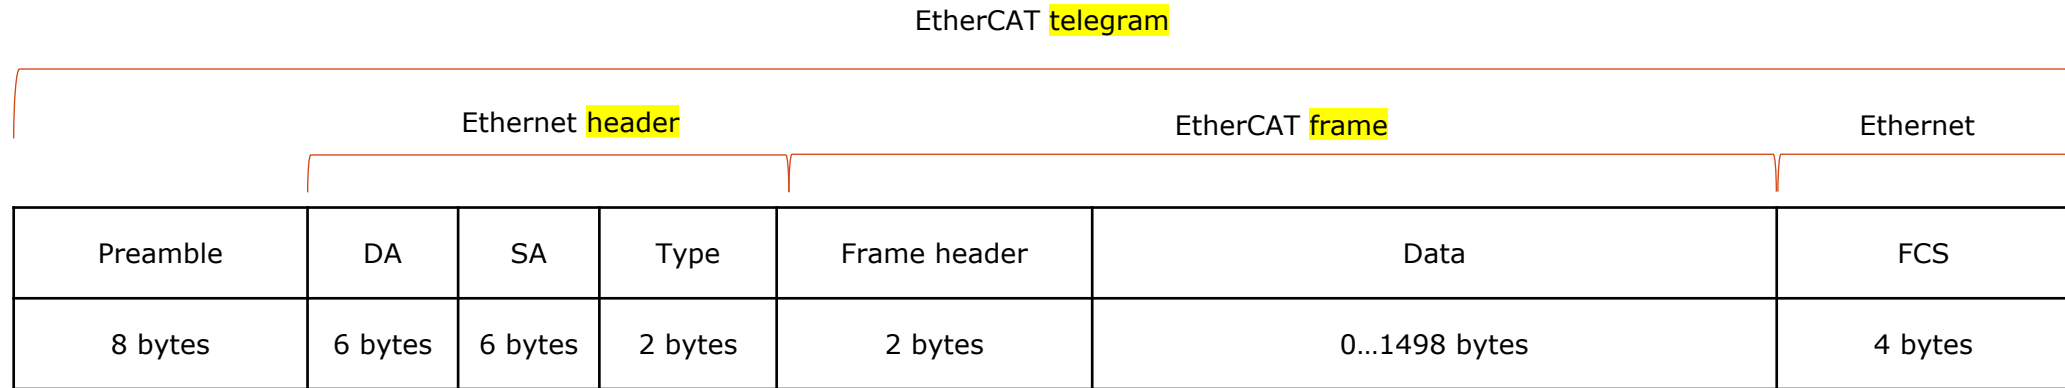 EtherCAT telegram
Ethernet header
EtherCAT frame
Ethernet
Preamble DA SA Type Frame header Data FCS
8 bytes 6 bytes 6 bytes 2 bytes 2 bytes 0...1498 bytes 4 bytes